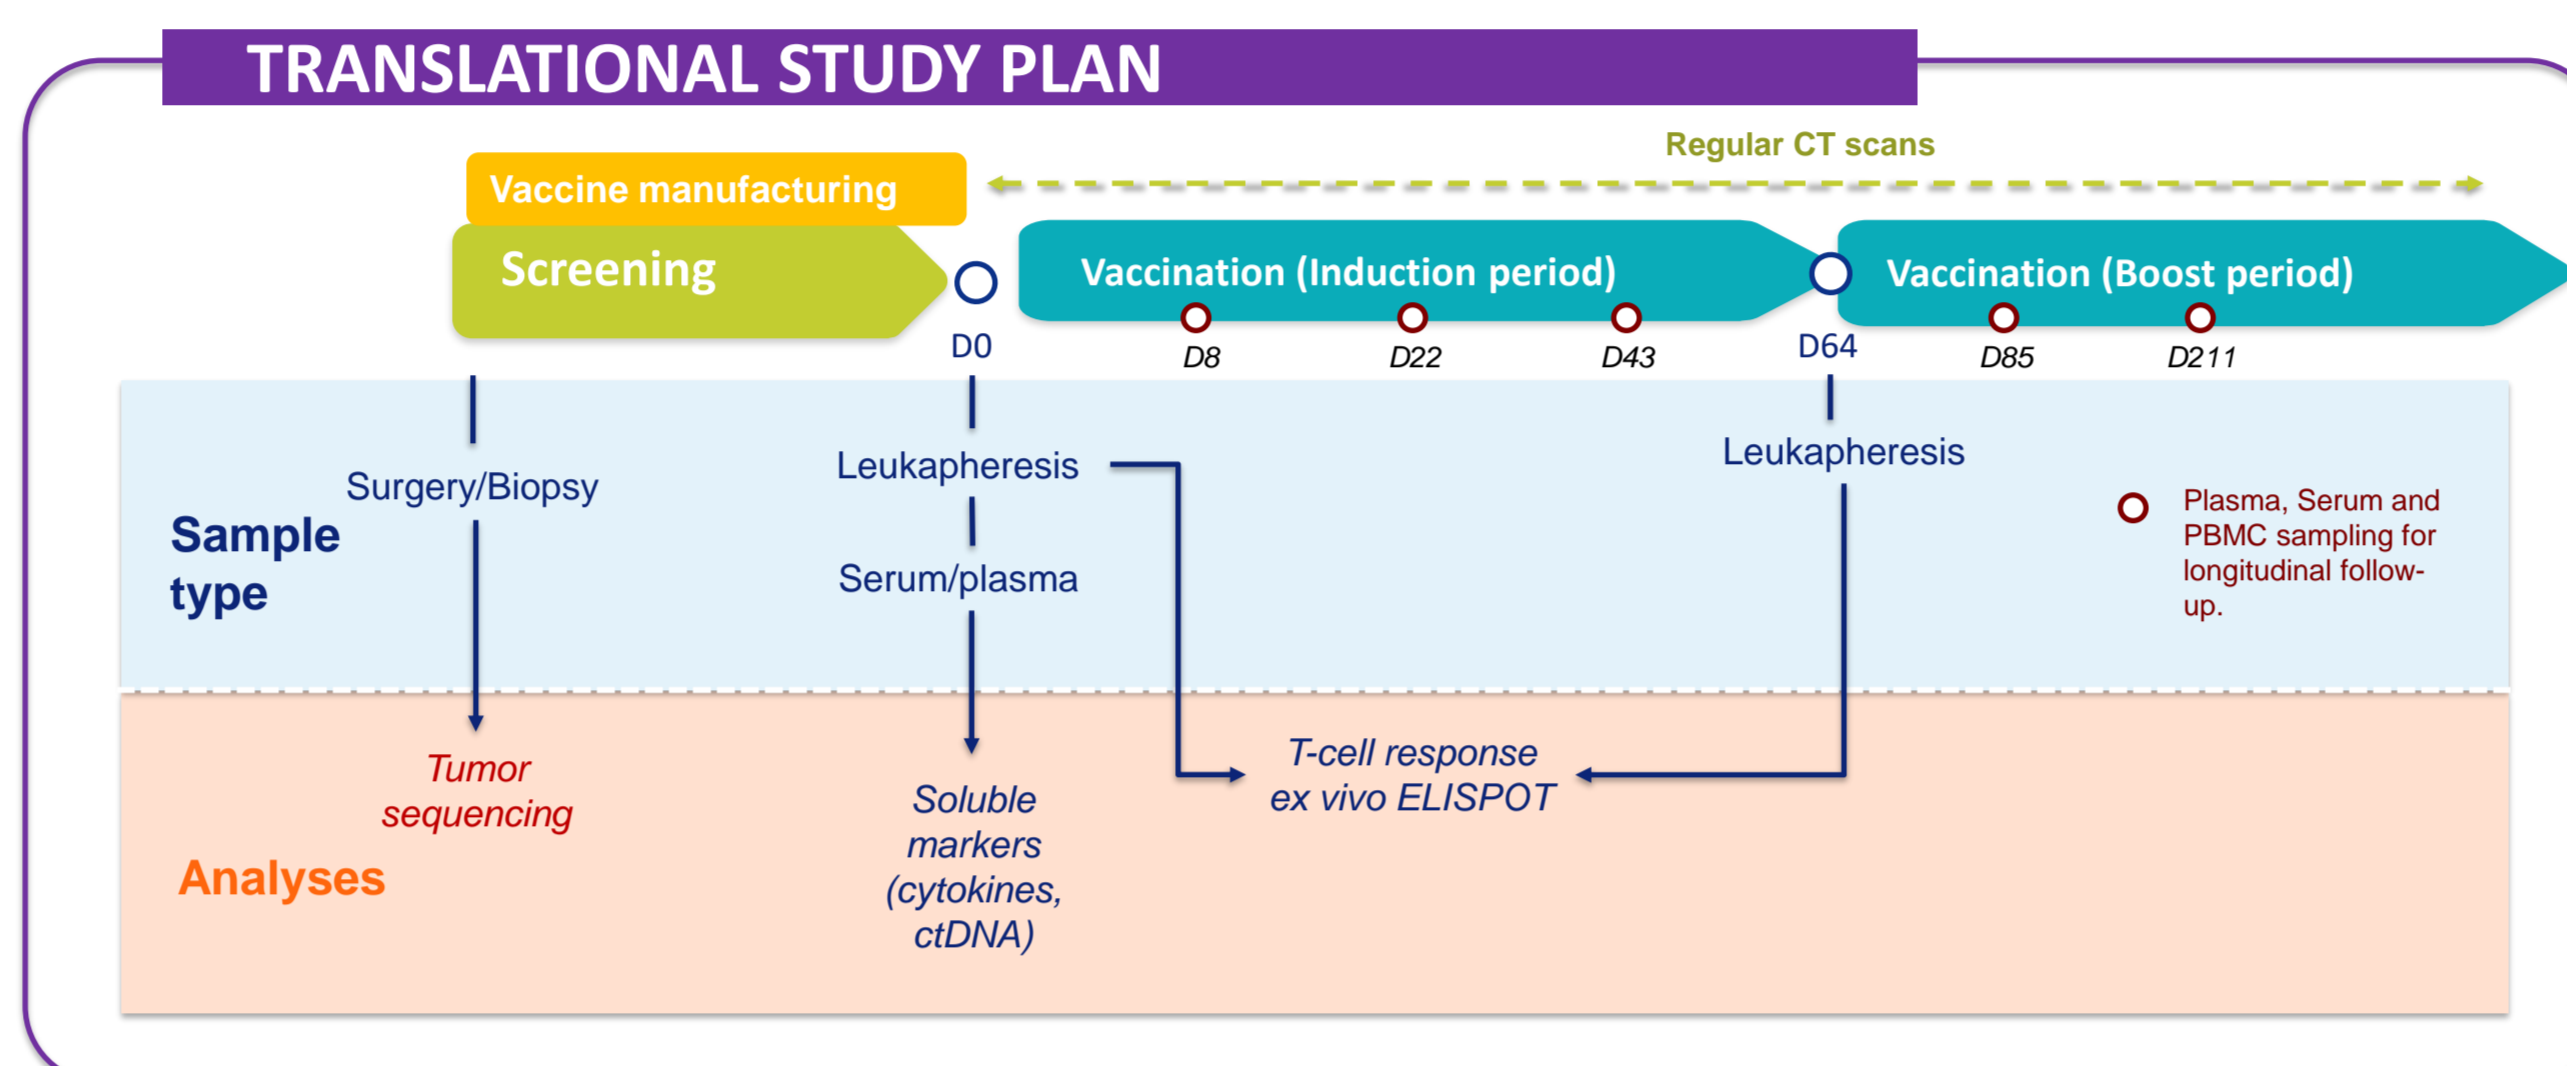 TRANSLATIONAL STUDY PLAN
Regular CT scans
Vaccine manufacturing
Screening
Vaccination (Induction period)
Vaccination (Boost period)
D0
D8
D22
D43
D64
D85
D211
Sample
type
Surgery/Biopsy
Leukapheresis
Serum/plasma
Leukapheresis
Plasma, Serum and
PBMC sampling for
longitudinal follow-
up.
Analyses
Tumor
sequencing
Soluble
markers
(cytokines,
ctDNA)
T-cell response
ex vivo ELISPOT